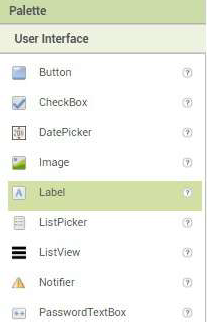 Palette
User Interface
Button ?
CheckBox ?
DatePicker ?
Image ?
A Label ?
ListPicker ?
ListView ?
Notifier ?
PasswordTextBox ?